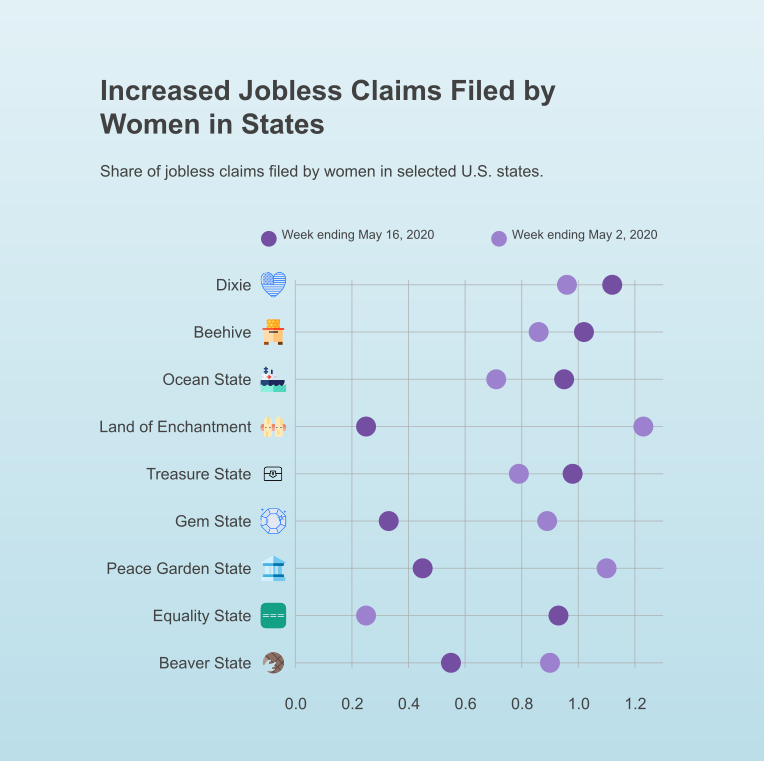 Increased Jobless Claims Filed by
Women in States
Share of jobless claims filed by women in selected U.S. states.
Week ending May 16, 2020
Week ending May 2, 2020
Dixie
Beehive
Ocean State
Land of Enchantment
Treasure State
Gem State
Peace Garden State
Equality State
Beaver State
0.0 0.2 0.4 0.6 0.8 1.0 1.2